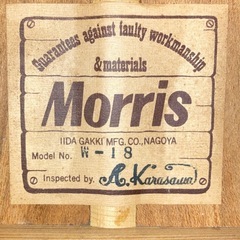 Guarantees against faulty workmanship
& materials
Morris
IIDA GAKKI MFG. CO., NAGOYA
Model No. W-18
Inspected by. A. Karasawa